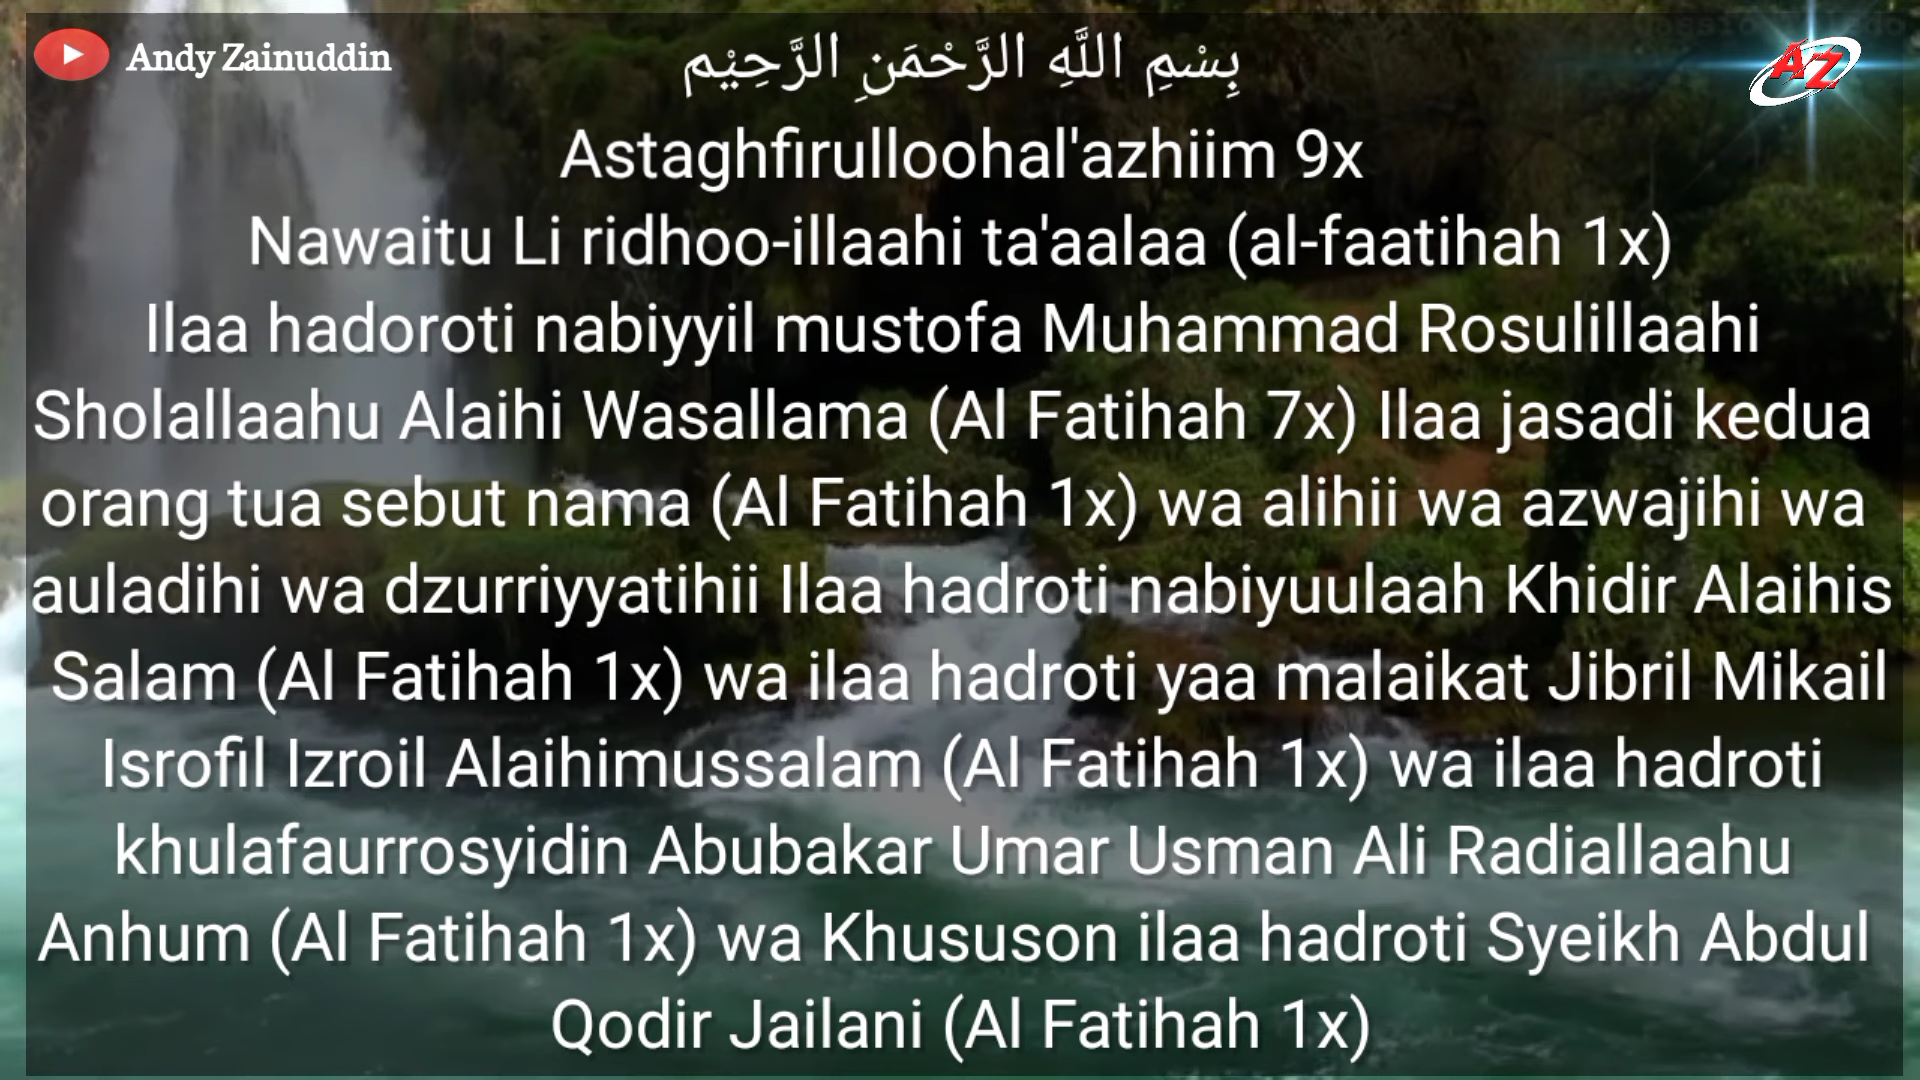 Andy Zainuddin
AZ
بِسْمِ اللَّهِ الرَّحْمَنِ الرَّحِيْم
Astaghfirulloohal'azhiim 9x
Nawaitu Li ridhoo-illaahi ta'aalaa (al-faatihah 1x)
Ilaa hadoroti nabiyyil mustofa Muhammad Rosulillaahi
Sholallaahu Alaihi Wasallama (Al Fatihah 7x) Ilaa jasadi kedua
orang tua sebut nama (Al Fatihah 1x) wa alihii wa azwajihi wa
auladihi wa dzurriyyatihii Ilaa hadroti nabiyuulaah Khidir Alaihis
Salam (Al Fatihah 1x) wa ilaa hadroti yaa malaikat Jibril Mikail
Isrofil Izroil Alaihimussalam (Al Fatihah 1x) wa ilaa hadroti
khulafaurrosyidin Abubakar Umar Usman Ali Radiallaahu
Anhum (Al Fatihah 1x) wa Khususon ilaa hadroti Syeikh Abdul
Qodir Jailani (Al Fatihah 1x)